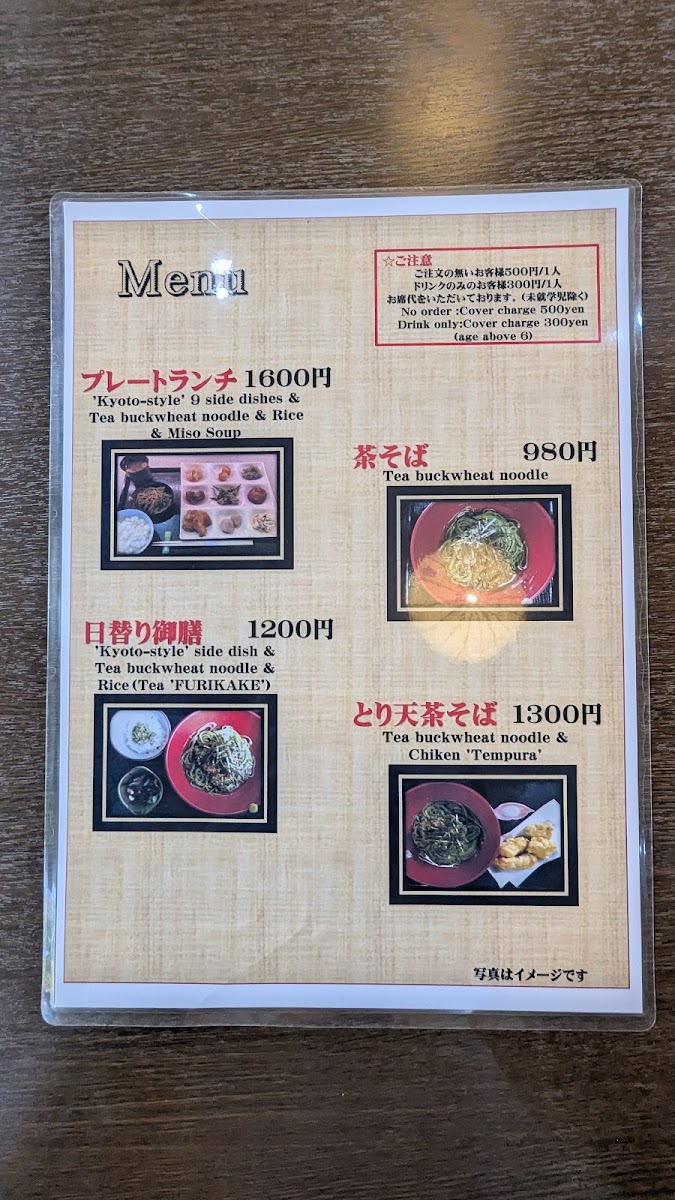 Menu
☆ご注意
ご注文の無いお客様500円/1人
ドリンクのみのお客様300円/1人
お席代をいただいております。(未就学児除く)
No order :Cover charge 500yen
Drink only:Cover charge 300yen
(age above 6)
プレートランチ 1600円
'Kyoto-style' 9 side dishes &
Tea buckwheat noodle & Rice
& Miso Soup
茶そば 980円
Tea buckwheat noodle
日替り御膳 1200円
'Kyoto-style' side dish &
Tea buckwheat noodle &
Rice(Tea 'FURIKAKE')
とり天茶そば 1300円
Tea buckwheat noodle &
Chiken 'Tempura'
写真はイメージです